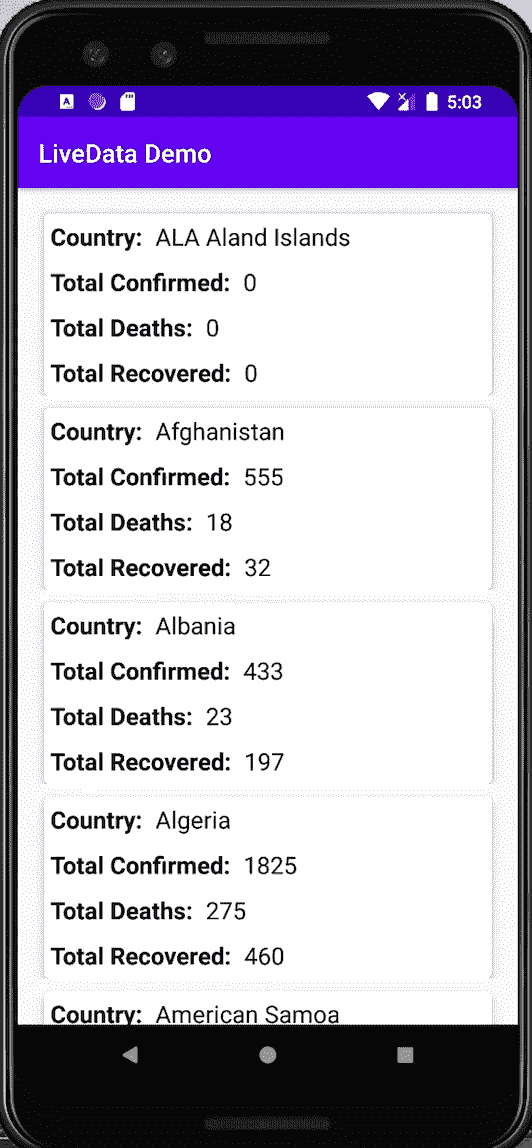 A 5:03
LiveData Demo
Country: ALA Aland Islands
Total Confirmed: 0
Total Deaths: 0
Total Recovered: 0
Country: Afghanistan
Total Confirmed: 555
Total Deaths: 18
Total Recovered: 32
Country: Albania
Total Confirmed: 433
Total Deaths: 23
Total Recovered: 197
Country: Algeria
Total Confirmed: 1825
Total Deaths: 275
Total Recovered: 460
Country: American Samoa